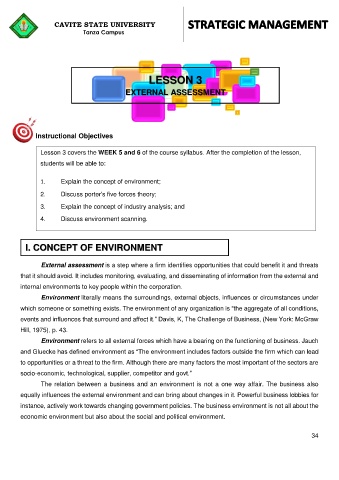 CAVITE STATE UNIVERSITY
Tanza Campus
STRATEGIC MANAGEMENT
LESSON 3
EXTERNAL ASSESSMENT
Instructional Objectives
Lesson 3 covers the WEEK 5 and 6 of the course syllabus. After the completion of the lesson,
students will be able to:
1. Explain the concept of environment;
2. Discuss porter's five forces theory;
3. Explain the concept of industry analysis; and
4. Discuss environment scanning.
I. CONCEPT OF ENVIRONMENT
External assessment is a step where a firm identifies opportunities that could benefit it and threats
that it should avoid. It includes monitoring, evaluating, and disseminating of information from the external and
internal environments to key people within the corporation.
Environment literally means the surroundings, external objects, influences or circumstances under
which someone or something exists. The environment of any organization is "the aggregate of all conditions,
events and influences that surround and affect it." Davis, K, The Challenge of Business, (New York: McGraw
Hill, 1975), p. 43.
Environment refers to all external forces which have a bearing on the functioning of business. Jauch
and Gluecke has defined environment as "The environment includes factors outside the firm which can lead
to opportunities or a threat to the firm. Although there are many factors the most important of the sectors are
socio-economic, technological, supplier, competitor and govt."
The relation between a business and an environment is not a one way affair. The business also
equally influences the external environment and can bring about changes in it. Powerful business lobbies for
instance, actively work towards changing government policies. The business environment is not all about the
economic environment but also about the social and political environment.
34